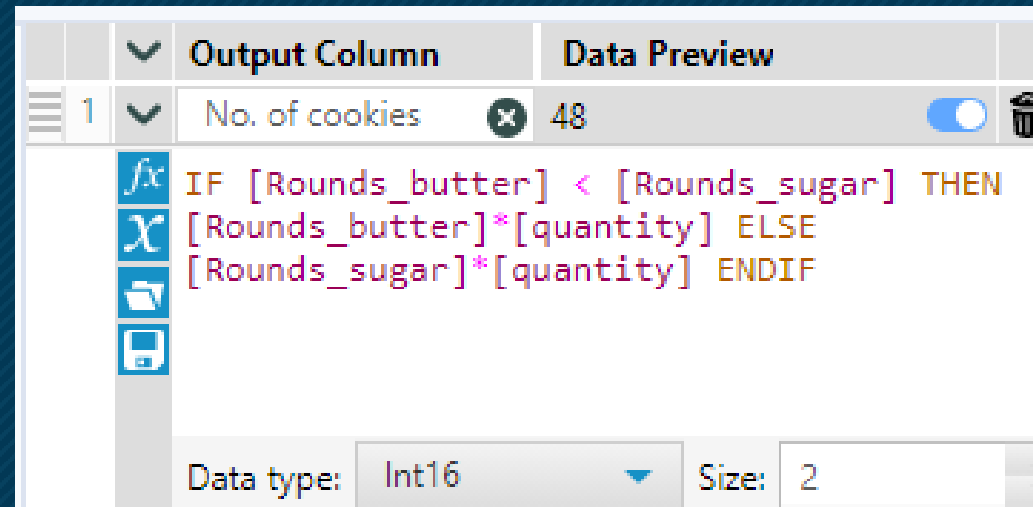 Output Column Data Preview
1 No. of cookies 48
fx IF [Rounds_butter] < [Rounds_sugar] THEN
X [Rounds_butter]*[quantity] ELSE
[Rounds_sugar]*[quantity] ENDIF
Data type: Int16 Size: 2